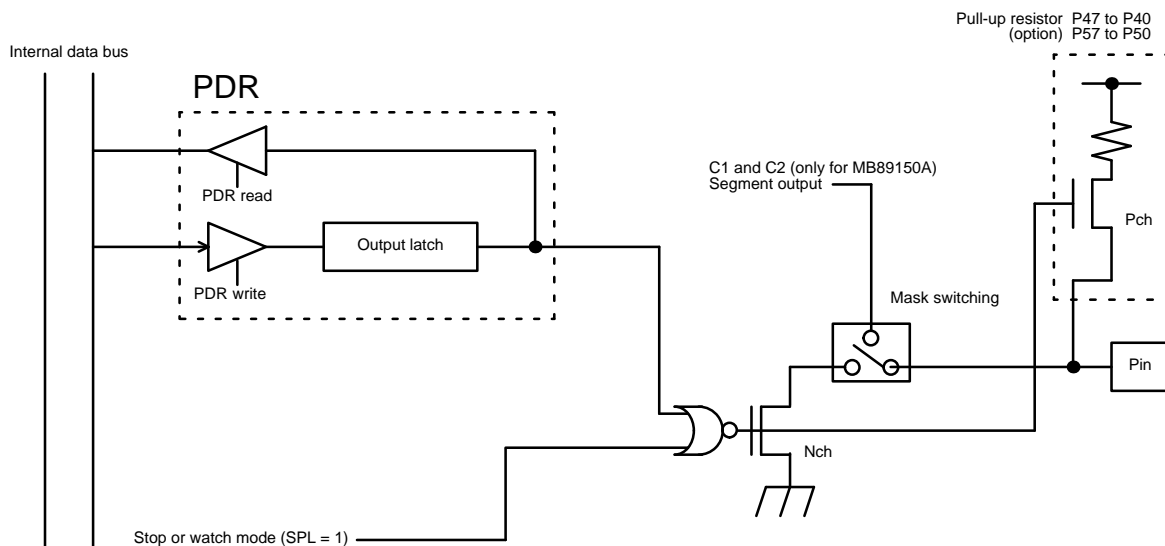 Pull-up resistor P47 to P40
(option) P57 to P50
Internal data bus
PDR
C1 and C2 (only for MB89150A)
Segment output
PDR read
Pch
Output latch
PDR write
Mask switching
Pin
Nch
Stop or watch mode (SPL = 1)